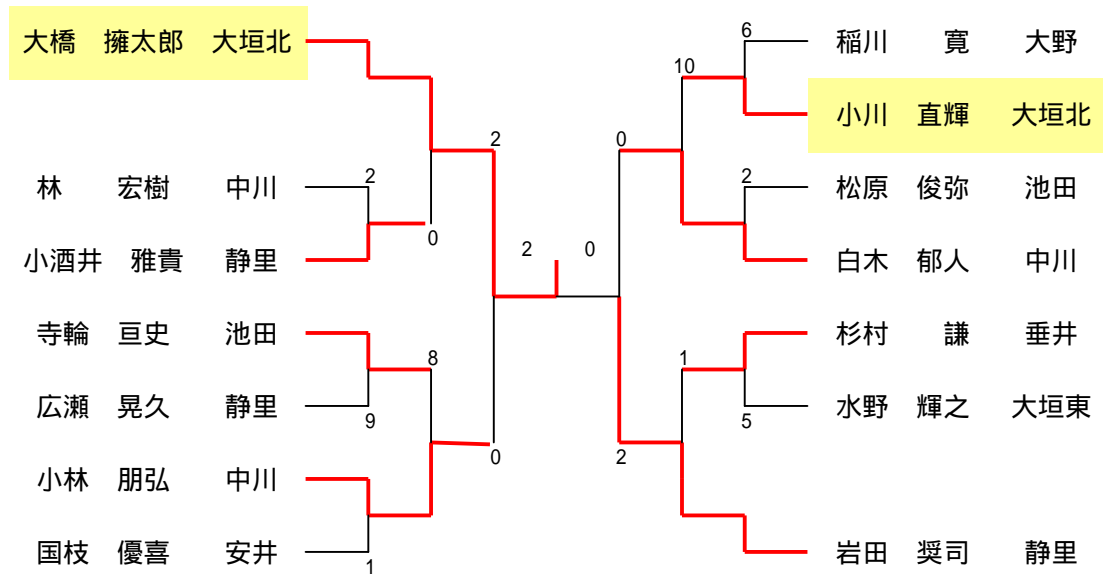 大橋 擁太郎 大垣北
林 宏樹 中川
小酒井 雅貴 静里
寺輪 亘史 池田
広瀬 晃久 静里
小林 朋弘 中川
国枝 優喜 安井
2
0
8
9
1
2
0
2 0
0
2
10
1
6
2
5
稲川 寛 大野
小川 直輝 大垣北
松原 俊弥 池田
白木 郁人 中川
杉村 謙 垂井
水野 輝之 大垣東
岩田 奨司 静里